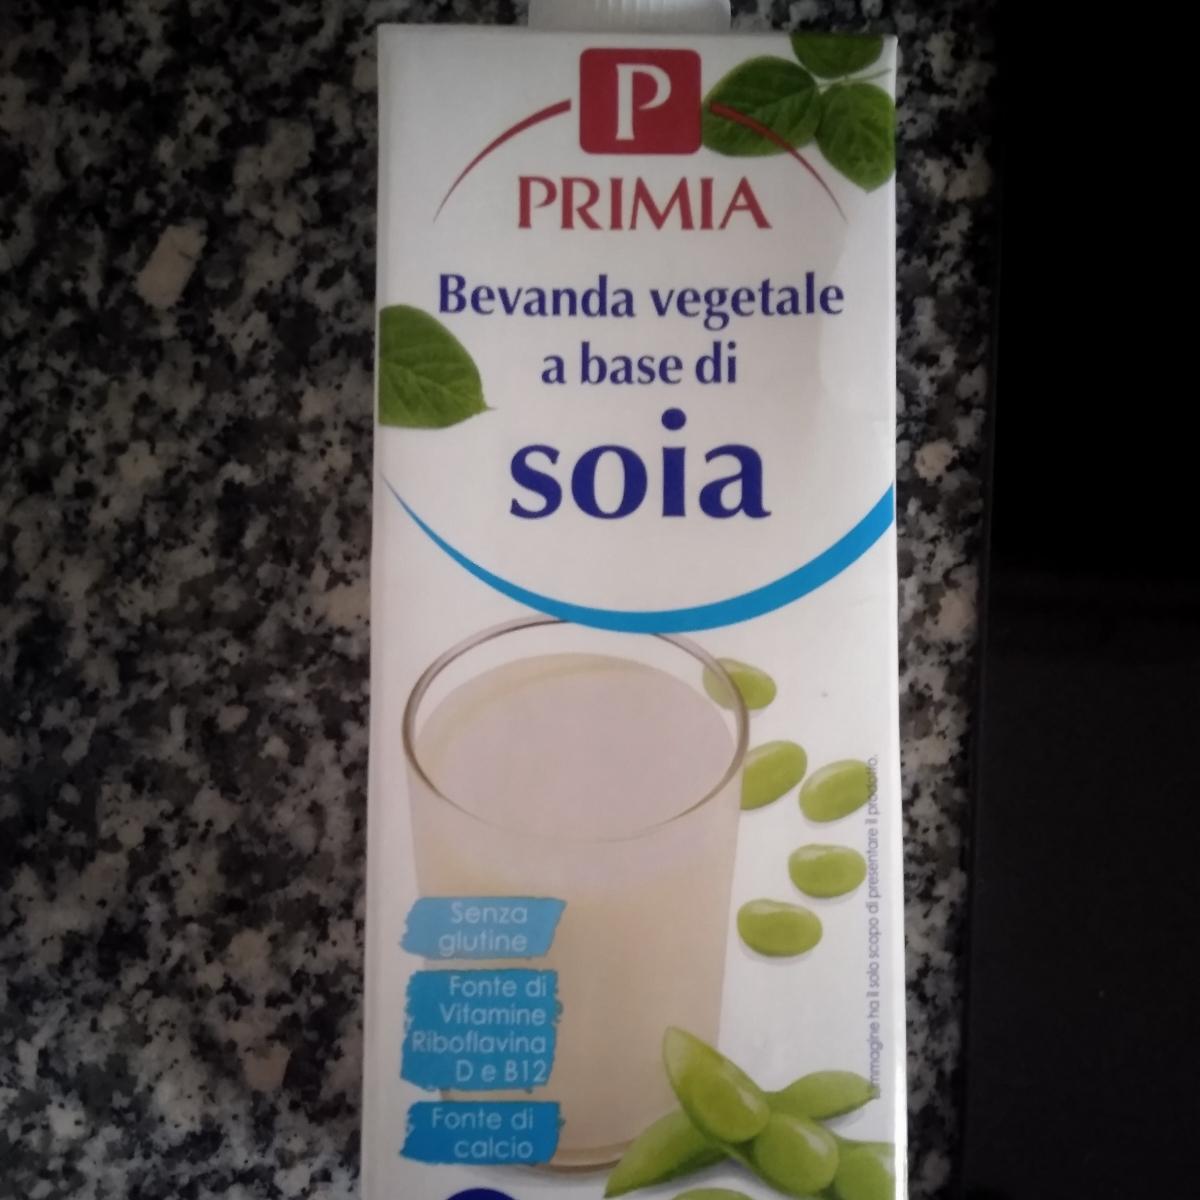 P
PRIMIA
Bevanda vegetale
a base di
soia
Senza
glutine
Fonte di
Vitamine
Riboflavina
D e B12
Fonte di
calcio
L'immagine ha il solo scopo di presentare il prodotto.